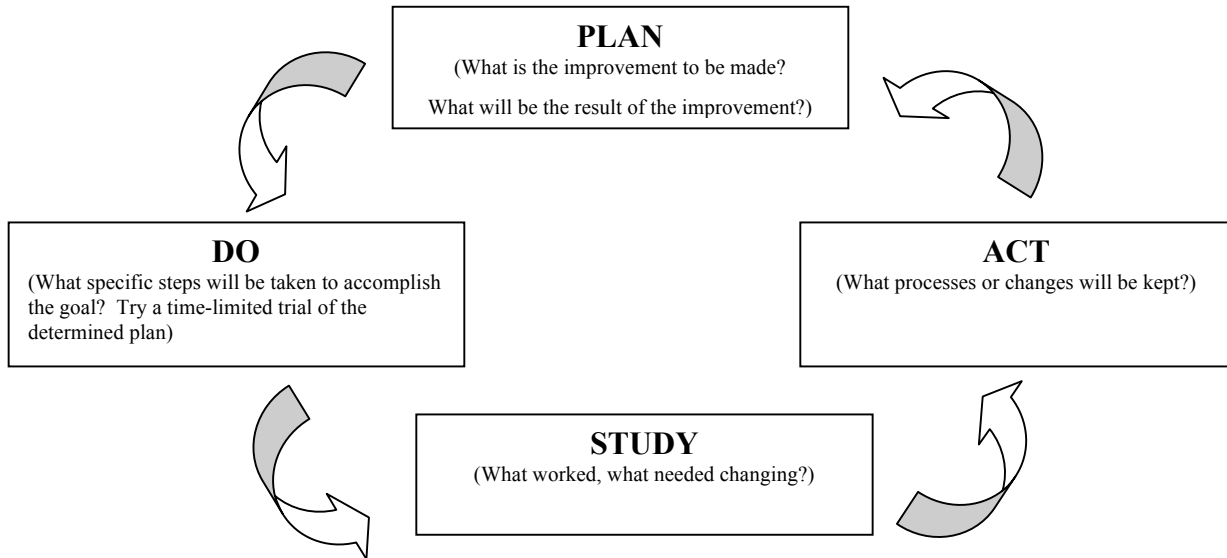 PLAN
(What is the improvement to be made?
What will be the result of the improvement?)
DO
(What specific steps will be taken to accomplish
the goal?  Try a time-limited trial of the
determined plan)
ACT
(What processes or changes will be kept?)
STUDY
(What worked, what needed changing?)